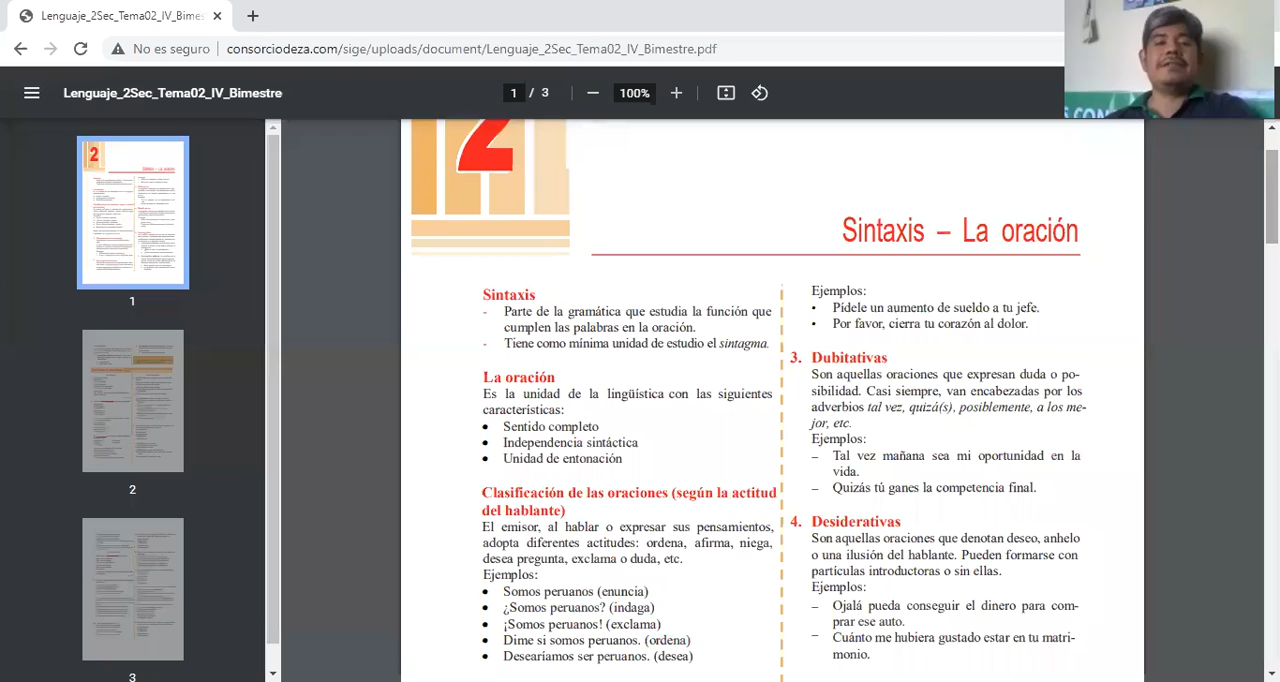 Lenguaje_2Sec_Tema02_IV_Bimes
No es seguro
consorciodeza.com/sige/uploads/document/Lenguaje_2Sec_Tema02_IV_Bimestre.pdf
Lenguaje_2Sec_Tema02_IV_Bimestre
1 / 3
100%
1
2
3
2
Sintaxis – La oración
Sintaxis
- Parte de la gramática que estudia la función que
cumplen las palabras en la oración.
- Tiene como mínima unidad de estudio el sintagma.
La oración
Es la unidad de la lingüística con las siguientes
características:
• Sentido completo
• Independencia sintáctica
• Unidad de entonación
Clasificación de las oraciones (según la actitud
del hablante)
El emisor, al hablar o expresar sus pensamientos,
adopta diferentes actitudes: ordena, afirma, niega,
desea pregunta, exclama o duda, etc.
Ejemplos:
• Somos peruanos (enuncia)
• ¿Somos peruanos? (indaga)
• ¡Somos peruanos! (exclama)
• Dime si somos peruanos. (ordena)
• Desearíamos ser peruanos. (desea)
Ejemplos:
• Pídele un aumento de sueldo a tu jefe.
• Por favor, cierra tu corazón al dolor.
3. Dubitativas
Son aquellas oraciones que expresan duda o po-
sibilidad. Casi siempre, van encabezadas por los
adverbios tal vez, quizá(s), posiblemente, a los me-
jor, etc.
Ejemplos:
– Tal vez mañana sea mi oportunidad en la
vida.
– Quizás tú ganes la competencia final.
4. Desiderativas
Son aquellas oraciones que denotan deseo, anhelo
o una ilusión del hablante. Pueden formarse con
partículas introductoras o sin ellas.
Ejemplos:
– Ojalá pueda conseguir el dinero para com-
prar ese auto.
– Cuánto me hubiera gustado estar en tu matri-
monio.